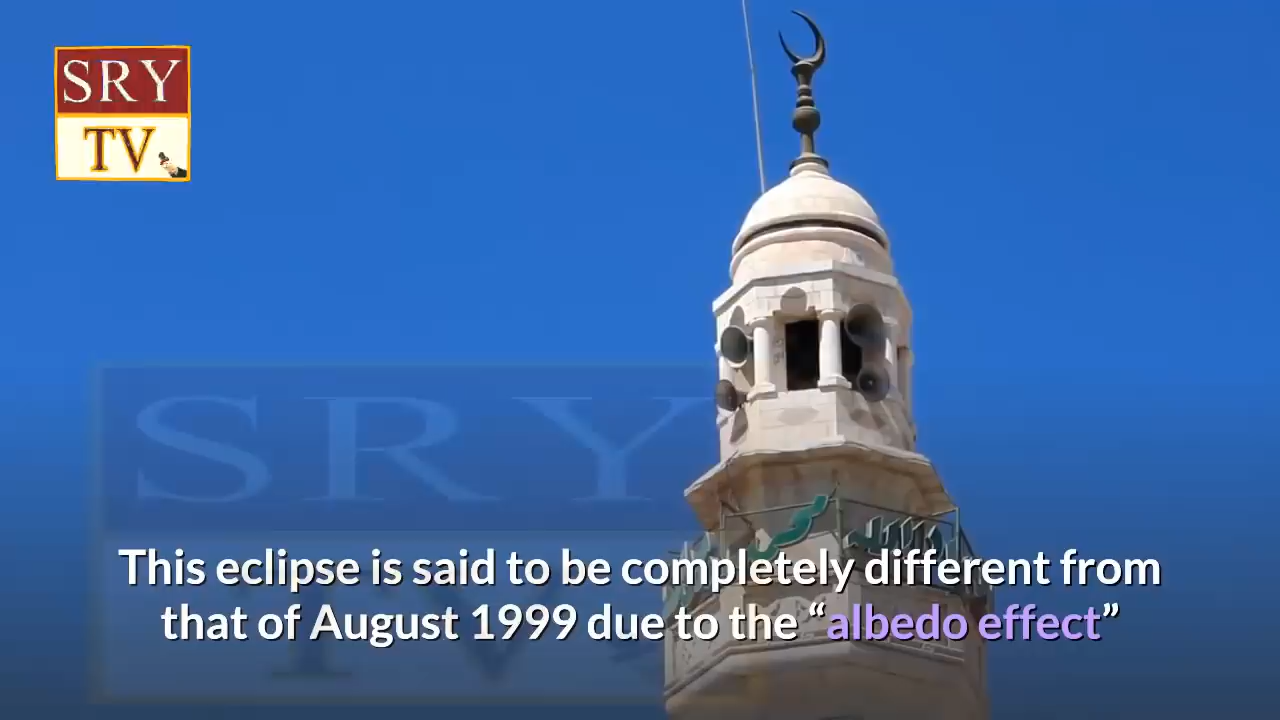 SRY
TV
SRY
TV
This eclipse is said to be completely different from
that of August 1999 due to the “albedo effect”